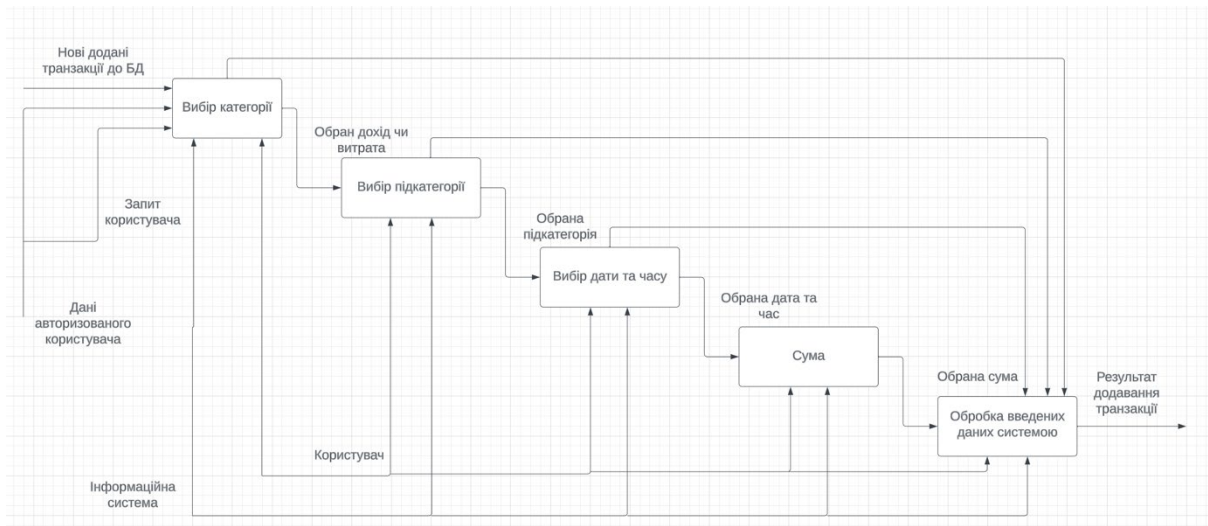 Нові додані
транзакції до БД
Вибір категорії
Обран дохід чи
витрата
Вибір підкатегорії
Запит
користувача
Обрана
підкатегорія
Вибір дати та часу
Дані
авторизованого
користувача
Обрана дата та
час
Сума
Обрана сума
Результат
додавання
транзакції
Обробка введених
даних системою
Користувач
Інформаційна
система